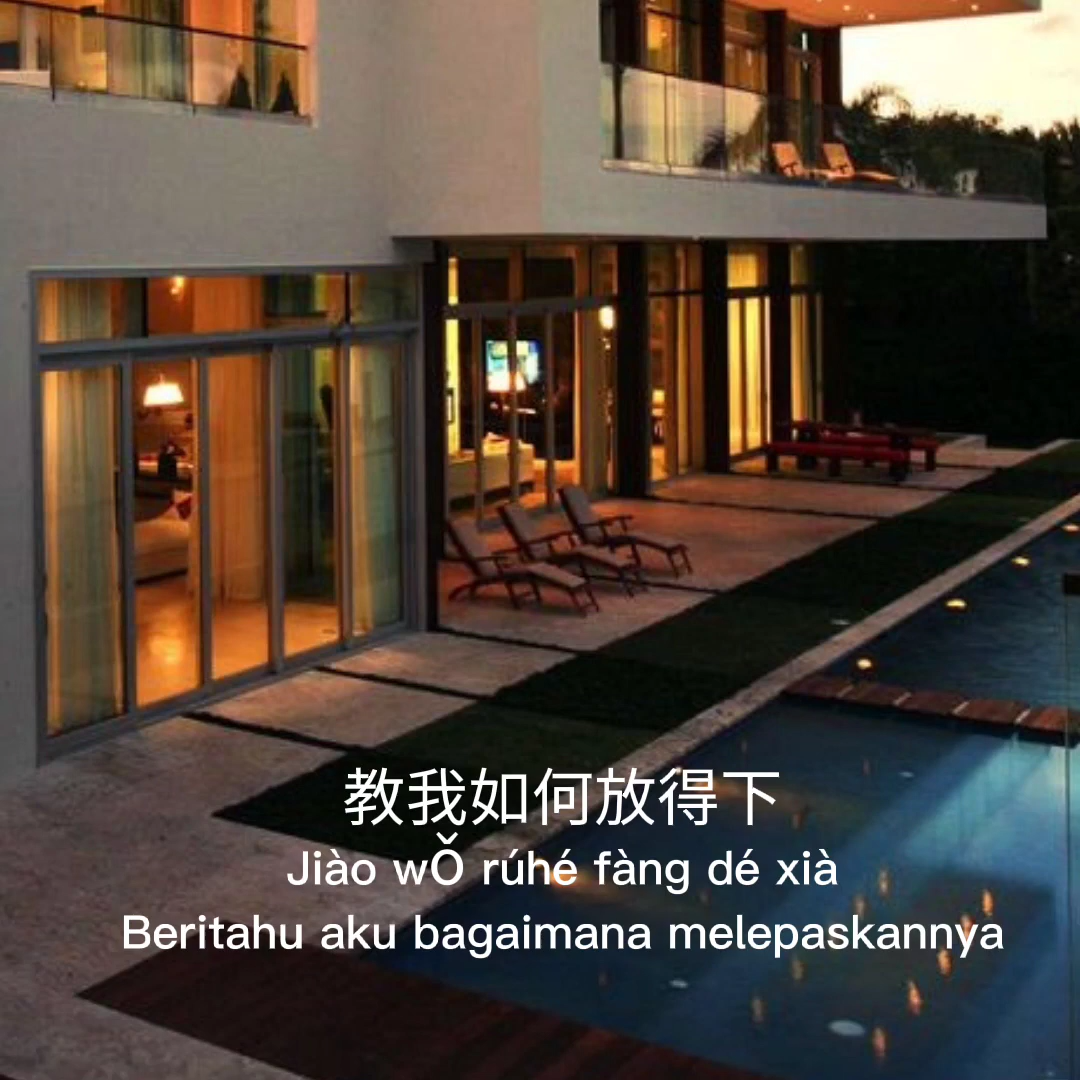 教我如何放得下
Jiào wǑ rúhé fàng dé xià
Beritahu aku bagaimana melepaskannya